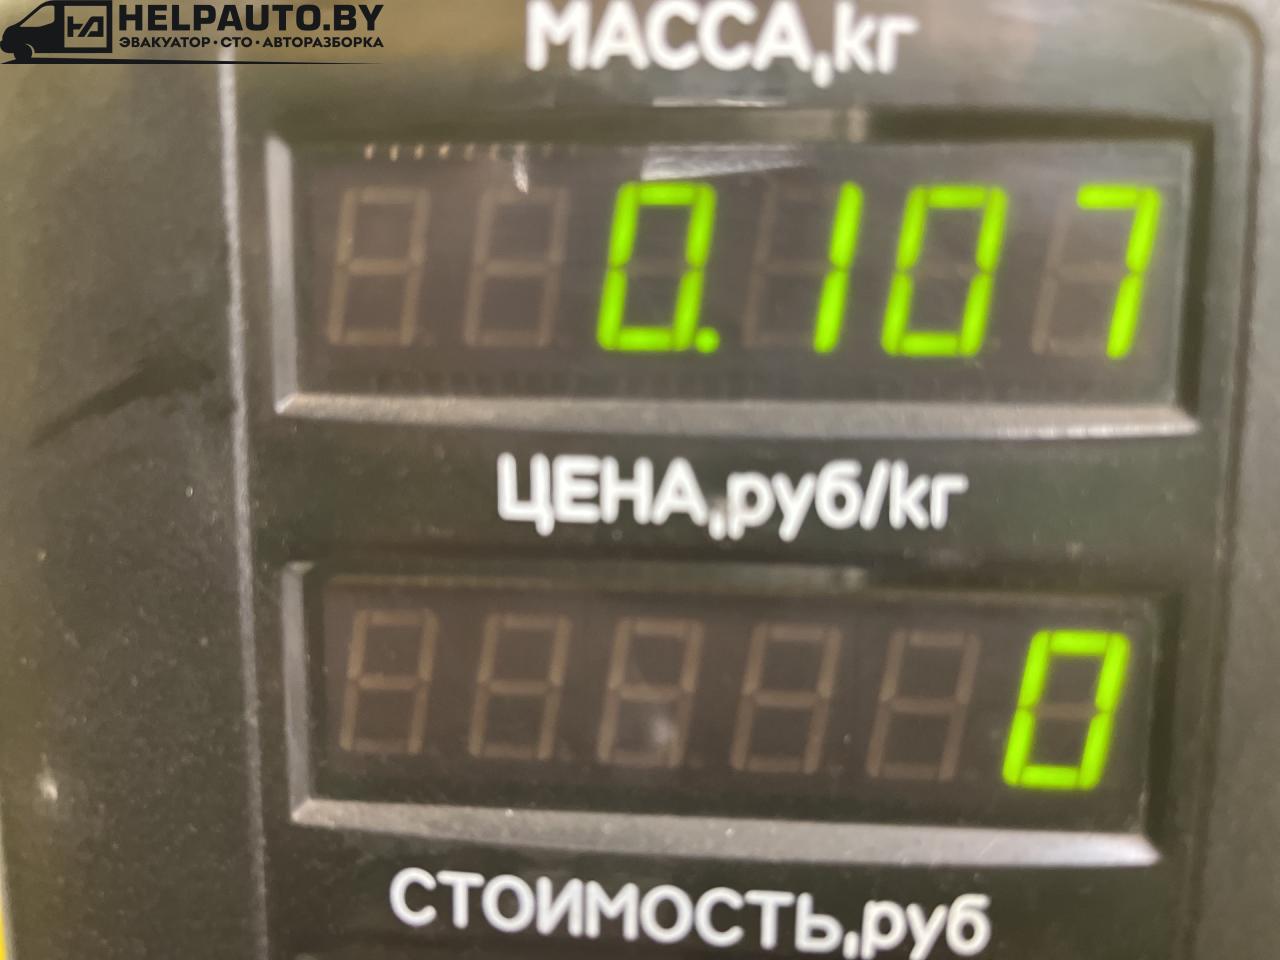 HELPAUTO.BY
ЭВАКУАТОР·СТО·АВТОРАЗБОРКА
МАССА,кг
0.107
ЦЕНА,руб/кг
0
СТОИМОСТЬ,руб